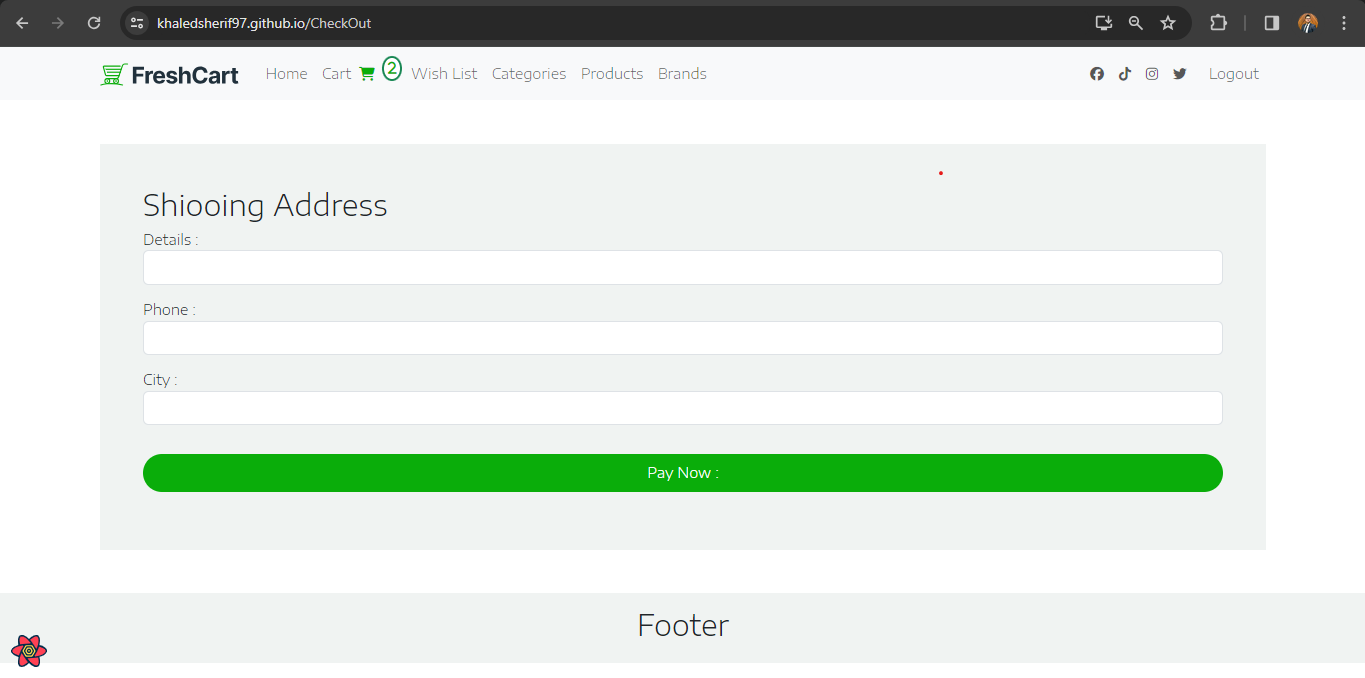 khaledsherif97.github.io/CheckOut
FreshCart Home Cart 2 Wish List Categories Products Brands Logout
Shiooing Address
Details :
Phone :
City :
Pay Now :
Footer